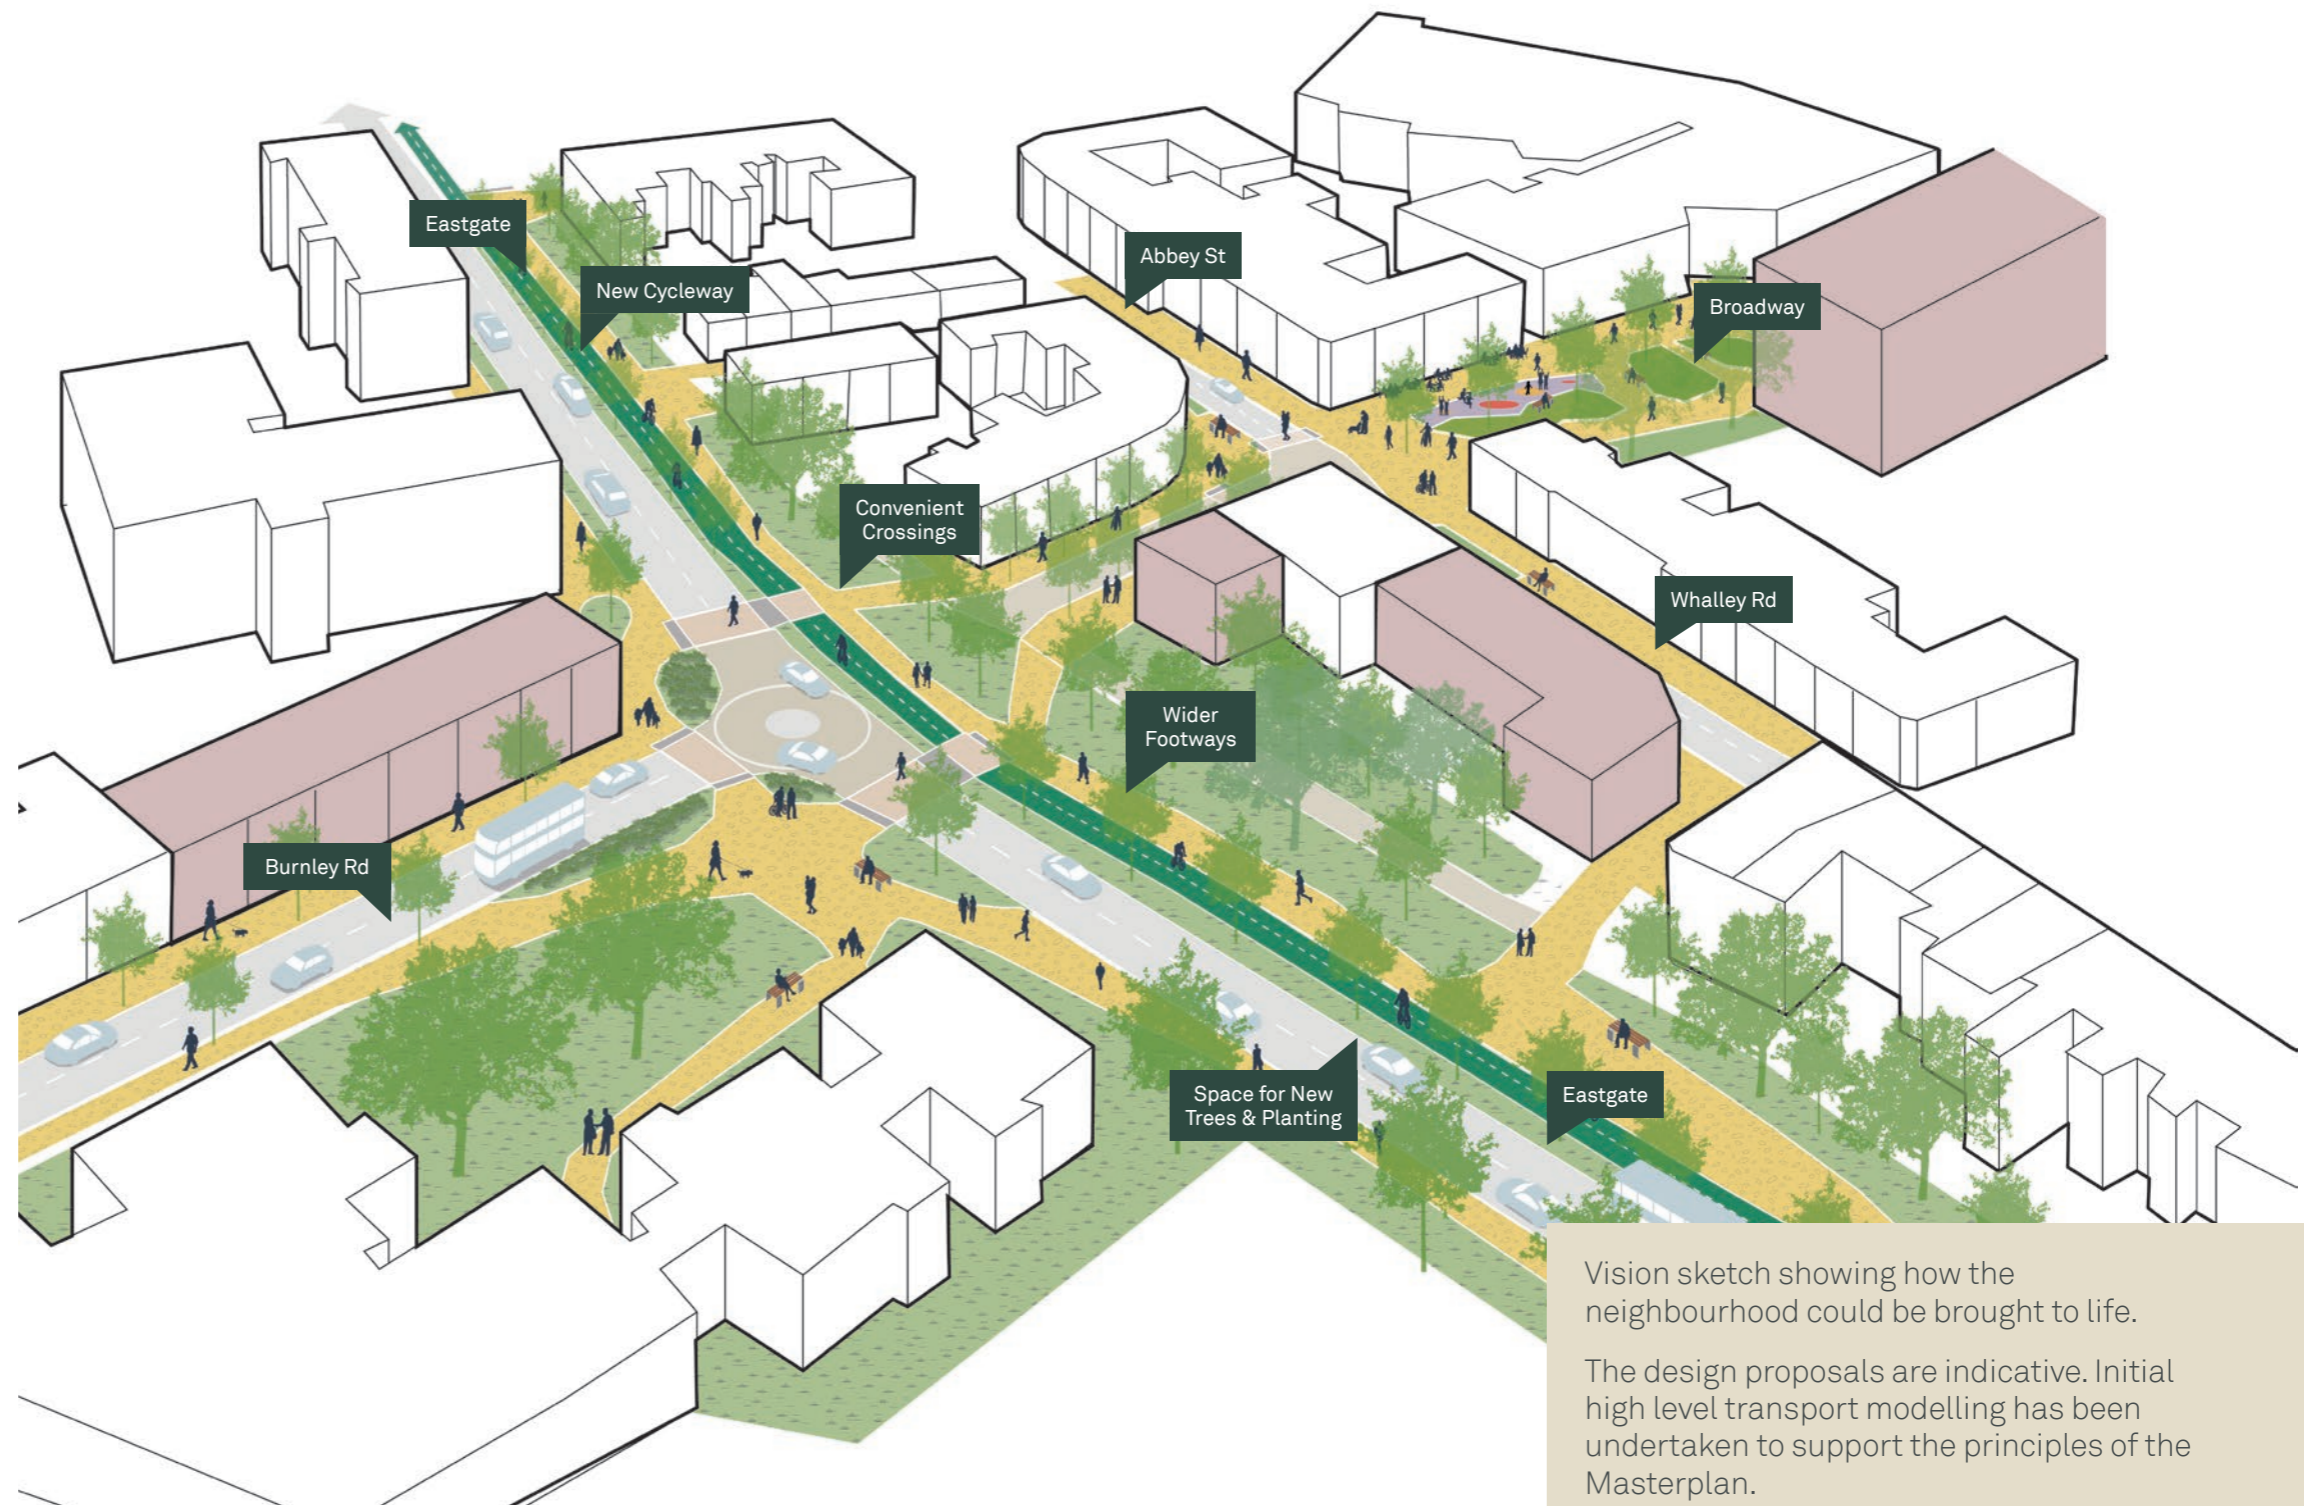 Eastgate
New Cycleway
Abbey St
Broadway
Convenient
Crossings
Whalley Rd
Wider
Footways
Burnley Rd
Space for New
Trees & Planting
Eastgate
Vision sketch showing how the
neighbourhood could be brought to life.
The design proposals are indicative. Initial
high level transport modelling has been
undertaken to support the principles of the
Masterplan.